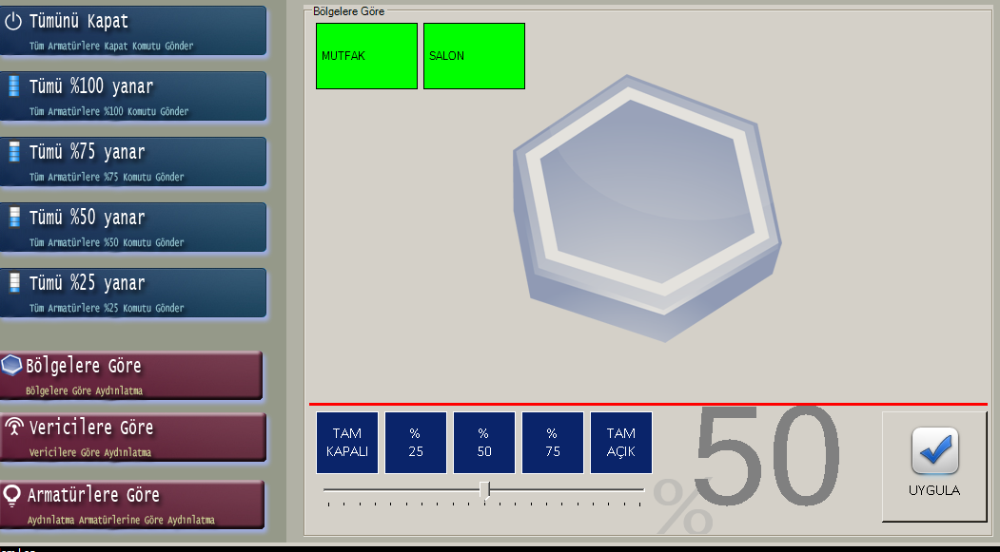 Tümünü Kapat
Tüm Armatürlere Kapat Komutu Gönder
Tümü %100 yanar
Tüm Armatürlere %100 Komutu Gönder
Tümü %75 yanar
Tüm Armatürlere %75 Komutu Gönder
Tümü %50 yanar
Tüm Armatürlere %50 Komutu Gönder
Tümü %25 yanar
Tüm Armatürlere %25 Komutu Gönder
Bölgelere Göre
Bölgelere Göre Aydınlatma
Vericilere Göre
Vericilere Göre Aydınlatma
Armatürlere Göre
Aydınlatma Armatürlerine Göre Aydınlatma
Bölgelere Göre
MUTFAK
SALON
TAM
KAPALI
%
25
%
50
%
75
TAM
AÇIK
%50
UYGULA